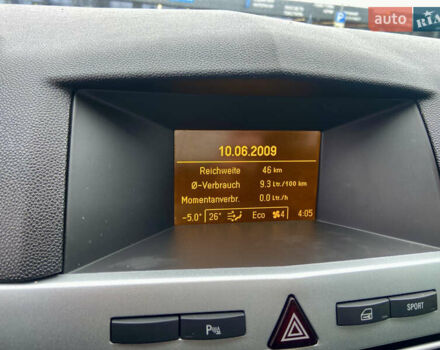 auto RIA
10.06.2009
Reichweite 46 km
Ø-Verbrauch 9.3 Ltr./100 km
Momentanverbr. 0.0 Ltr./h
-5.0° 26° Eco 4 4:05
SPORT
P